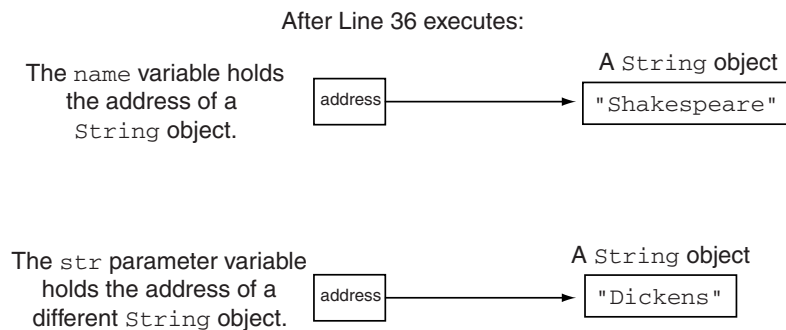 After Line 36 executes:
The name variable holds
the address of a
String object.
address
A String object
"Shakespeare"
The str parameter variable
holds the address of a
different String object.
address
A String object
"Dickens"